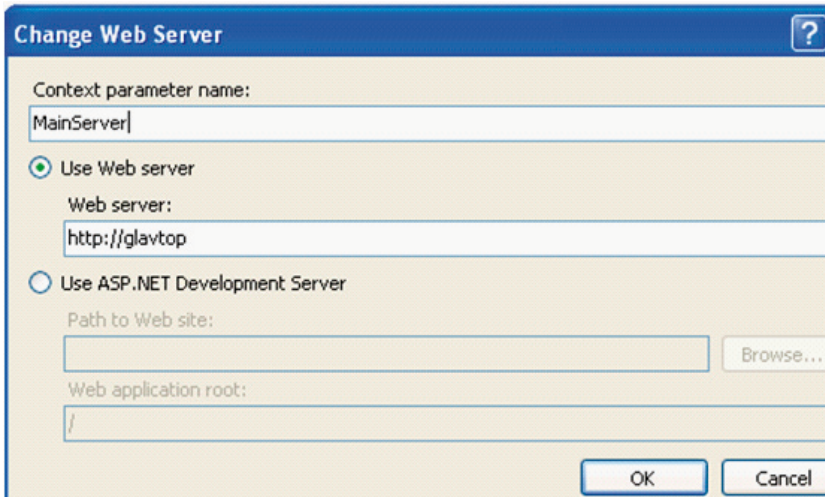 Change Web Server
?
Context parameter name:
MainServer
Use Web server
Web server:
http://glavtop
Use ASP.NET Development Server
Path to Web site:
Browse...
Web application root:
/
OK
Cancel